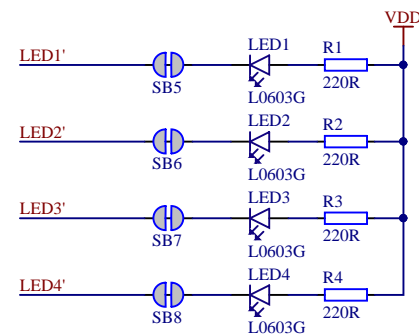 VDD
LED1 R1
LED1'
SB5 L0603G 220R
LED2 R2
LED2'
SB6 L0603G 220R
LED3 R3
LED3'
SB7 L0603G 220R
LED4 R4
LED4'
SB8 L0603G 220R